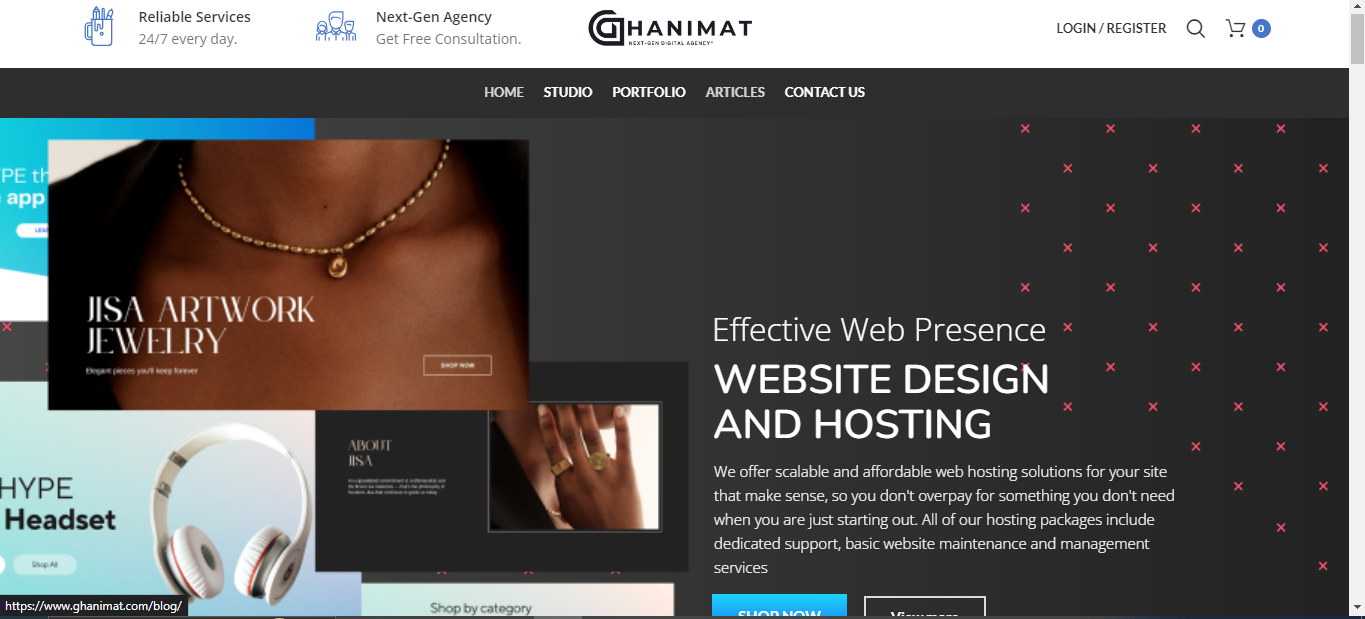 Reliable Services
24/7 every day.
Next-Gen Agency
Get Free Consultation.
GHANIMAT
NEXT-GEN DIGITAL AGENCY
LOGIN / REGISTER
0
HOME
STUDIO
PORTFOLIO
ARTICLES
CONTACT US
YPE th
app
LEA
JISA ARTWORK
JEWELRY
Elegant pieces you'll keep forever
SHOP NOW
Effective Web Presence
WEBSITE DESIGN
AND HOSTING
We offer scalable and affordable web hosting solutions for your site
that make sense, so you don't overpay for something you don't need
when you are just starting out. All of our hosting packages include
dedicated support, basic website maintenance and management
services
SHOP NOW
View more
ABOUT
JISA
HYPE
Headset
Shop All
Shop by category
https://www.ghanimat.com/blog/